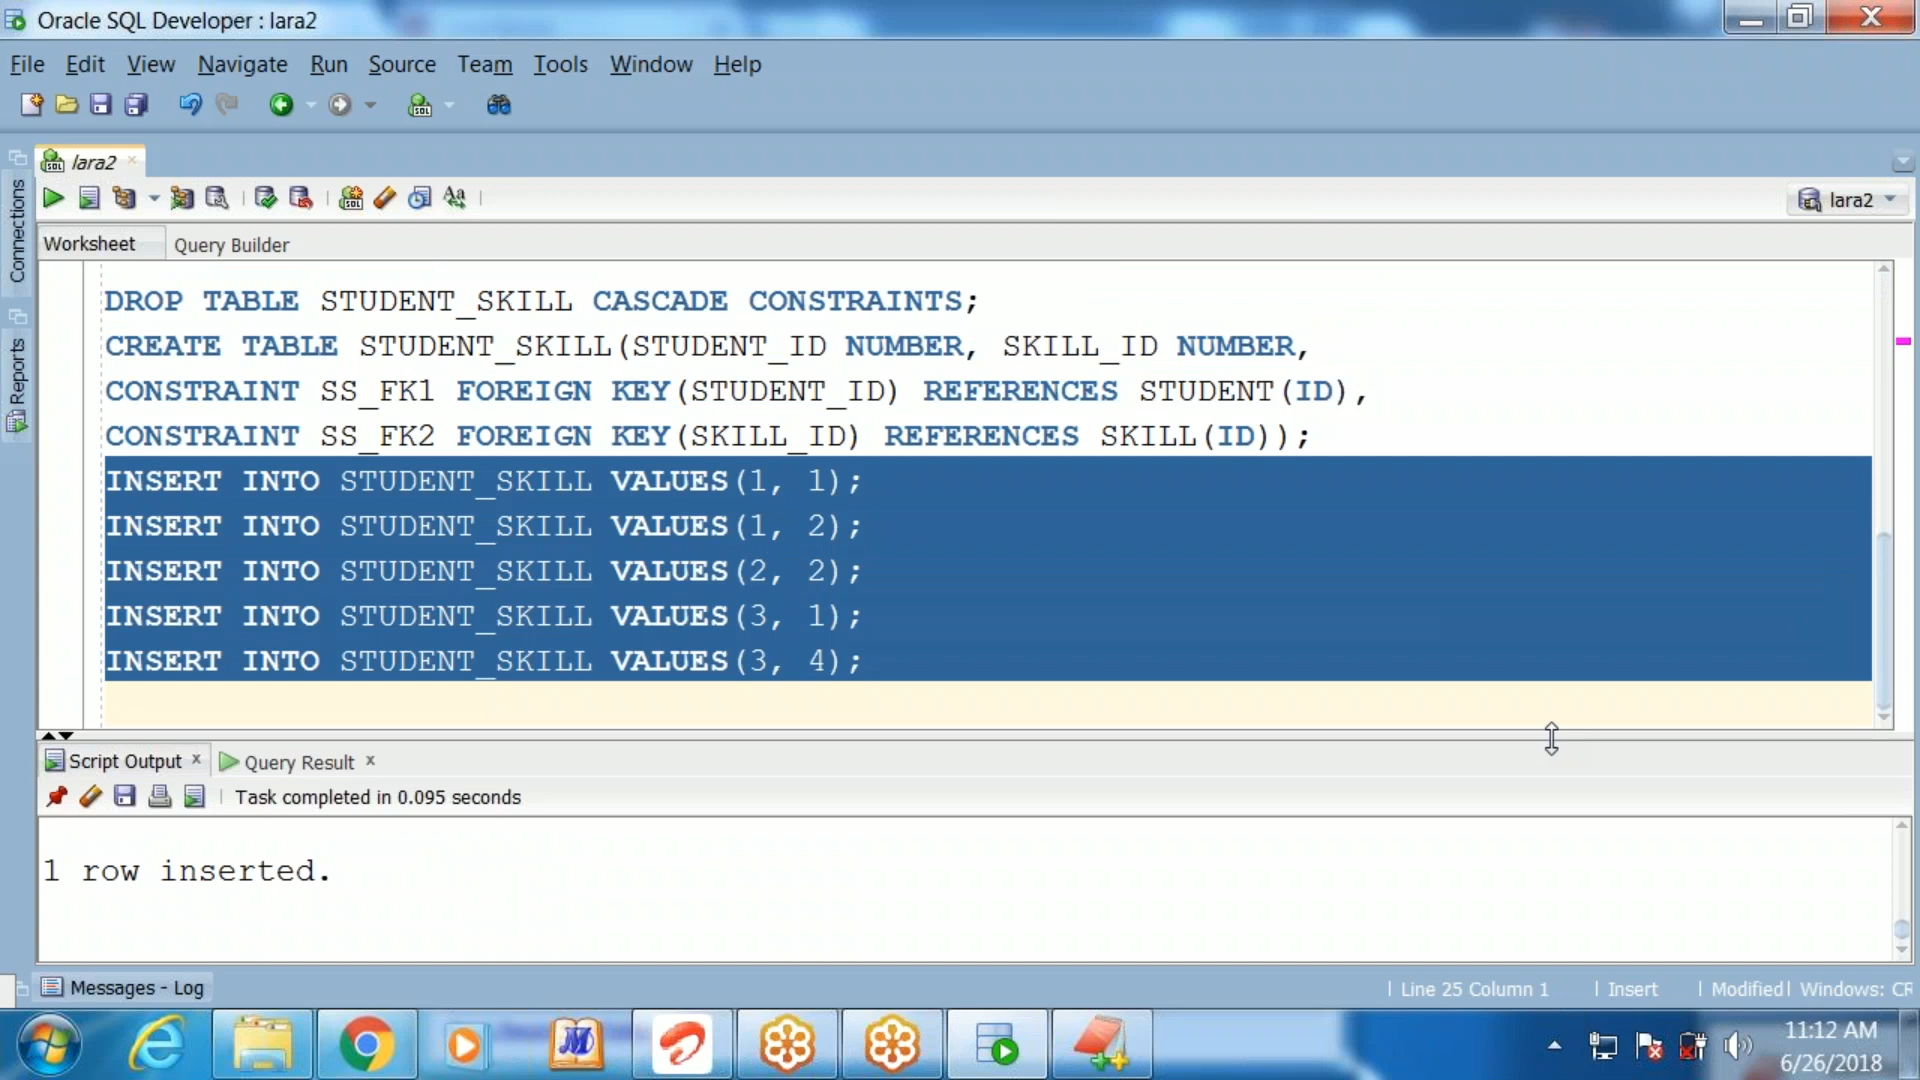 Oracle SQL Developer : lara2
File Edit View Navigate Run Source Team Tools Window Help
lara2
lara2
Worksheet Query Builder
Connections
Reports
DROP TABLE STUDENT_SKILL CASCADE CONSTRAINTS;
CREATE TABLE STUDENT_SKILL(STUDENT_ID NUMBER, SKILL_ID NUMBER,
CONSTRAINT SS_FK1 FOREIGN KEY(STUDENT_ID) REFERENCES STUDENT(ID),
CONSTRAINT SS_FK2 FOREIGN KEY(SKILL_ID) REFERENCES SKILL(ID));
INSERT INTO STUDENT_SKILL VALUES(1, 1);
INSERT INTO STUDENT_SKILL VALUES(1, 2);
INSERT INTO STUDENT_SKILL VALUES(2, 2);
INSERT INTO STUDENT_SKILL VALUES(3, 1);
INSERT INTO STUDENT_SKILL VALUES(3, 4);
Script Output Query Result
Task completed in 0.095 seconds
1 row inserted.
Messages - Log
Line 25 Column 1 Insert Modified Windows: CR
11:12 AM
6/26/2018